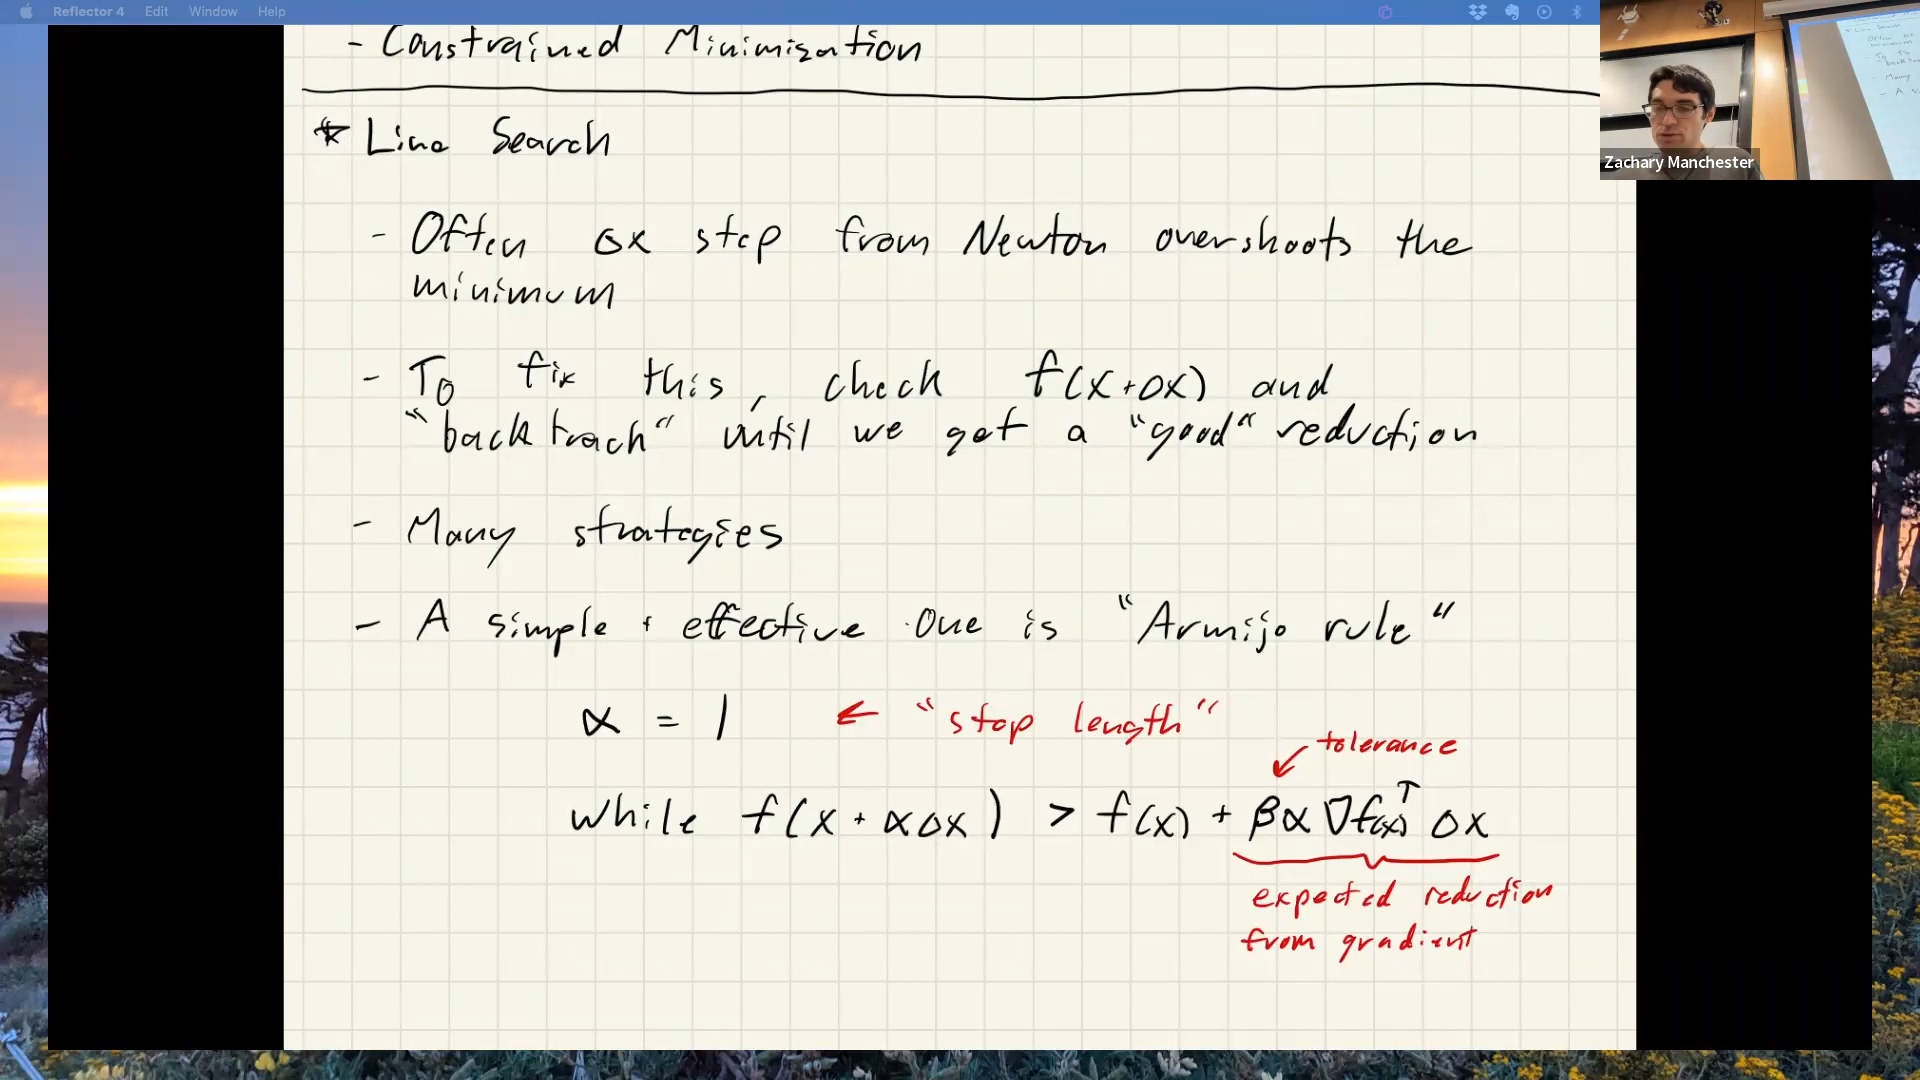 Reflector 4 Edit Window Help
Zachary Manchester
- Constrained Minimization
* Line Search
- Often Δx step from Newton overshoots the
minimum
- To fix this, check f(x+Δx) and
"backtrack" until we get a "good" reduction
- Many strategies
- A simple + effective one is "Armijo rule"
α = 1 ← "step length"
tolerance
while f(x + αΔx) > f(x) + βα∇f(x)ᵀ Δx
expected reduction
from gradient